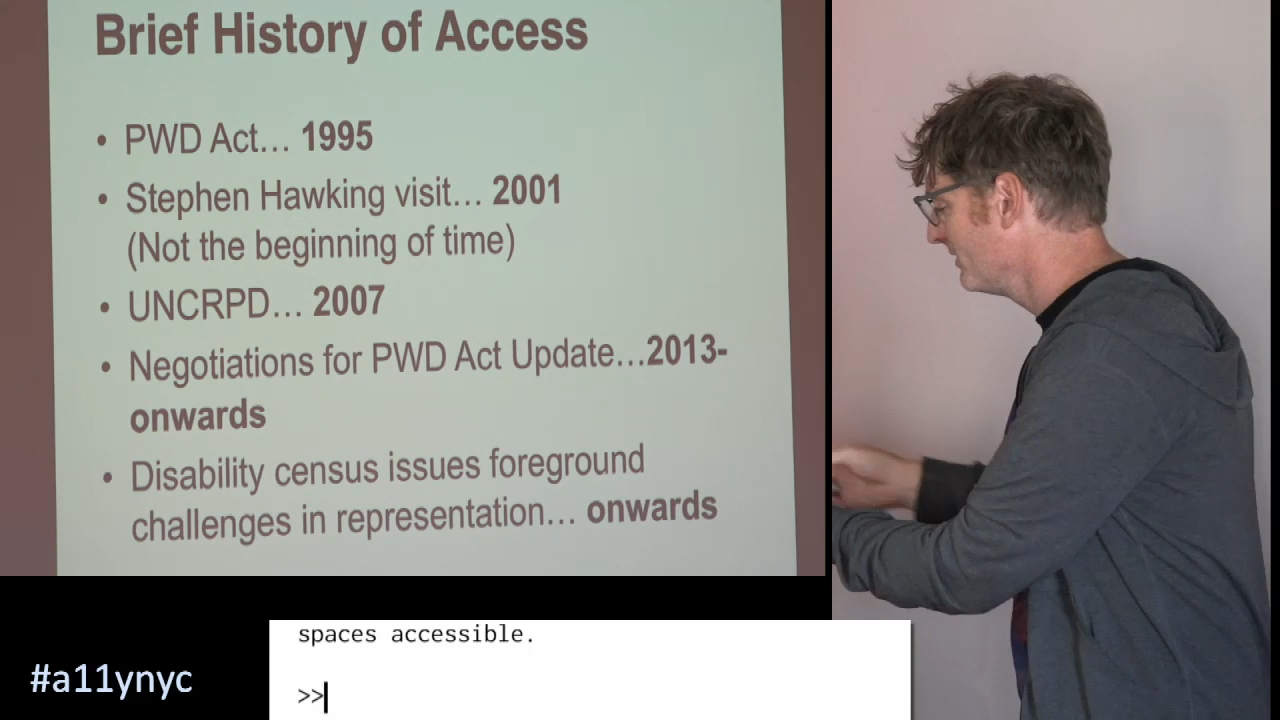 Brief History of Access
• PWD Act… 1995
• Stephen Hawking visit… 2001
(Not the beginning of time)
• UNCRPD… 2007
• Negotiations for PWD Act Update…2013-
onwards
• Disability census issues foreground
challenges in representation… onwards
spaces accessible.
>>
#a11ynyc